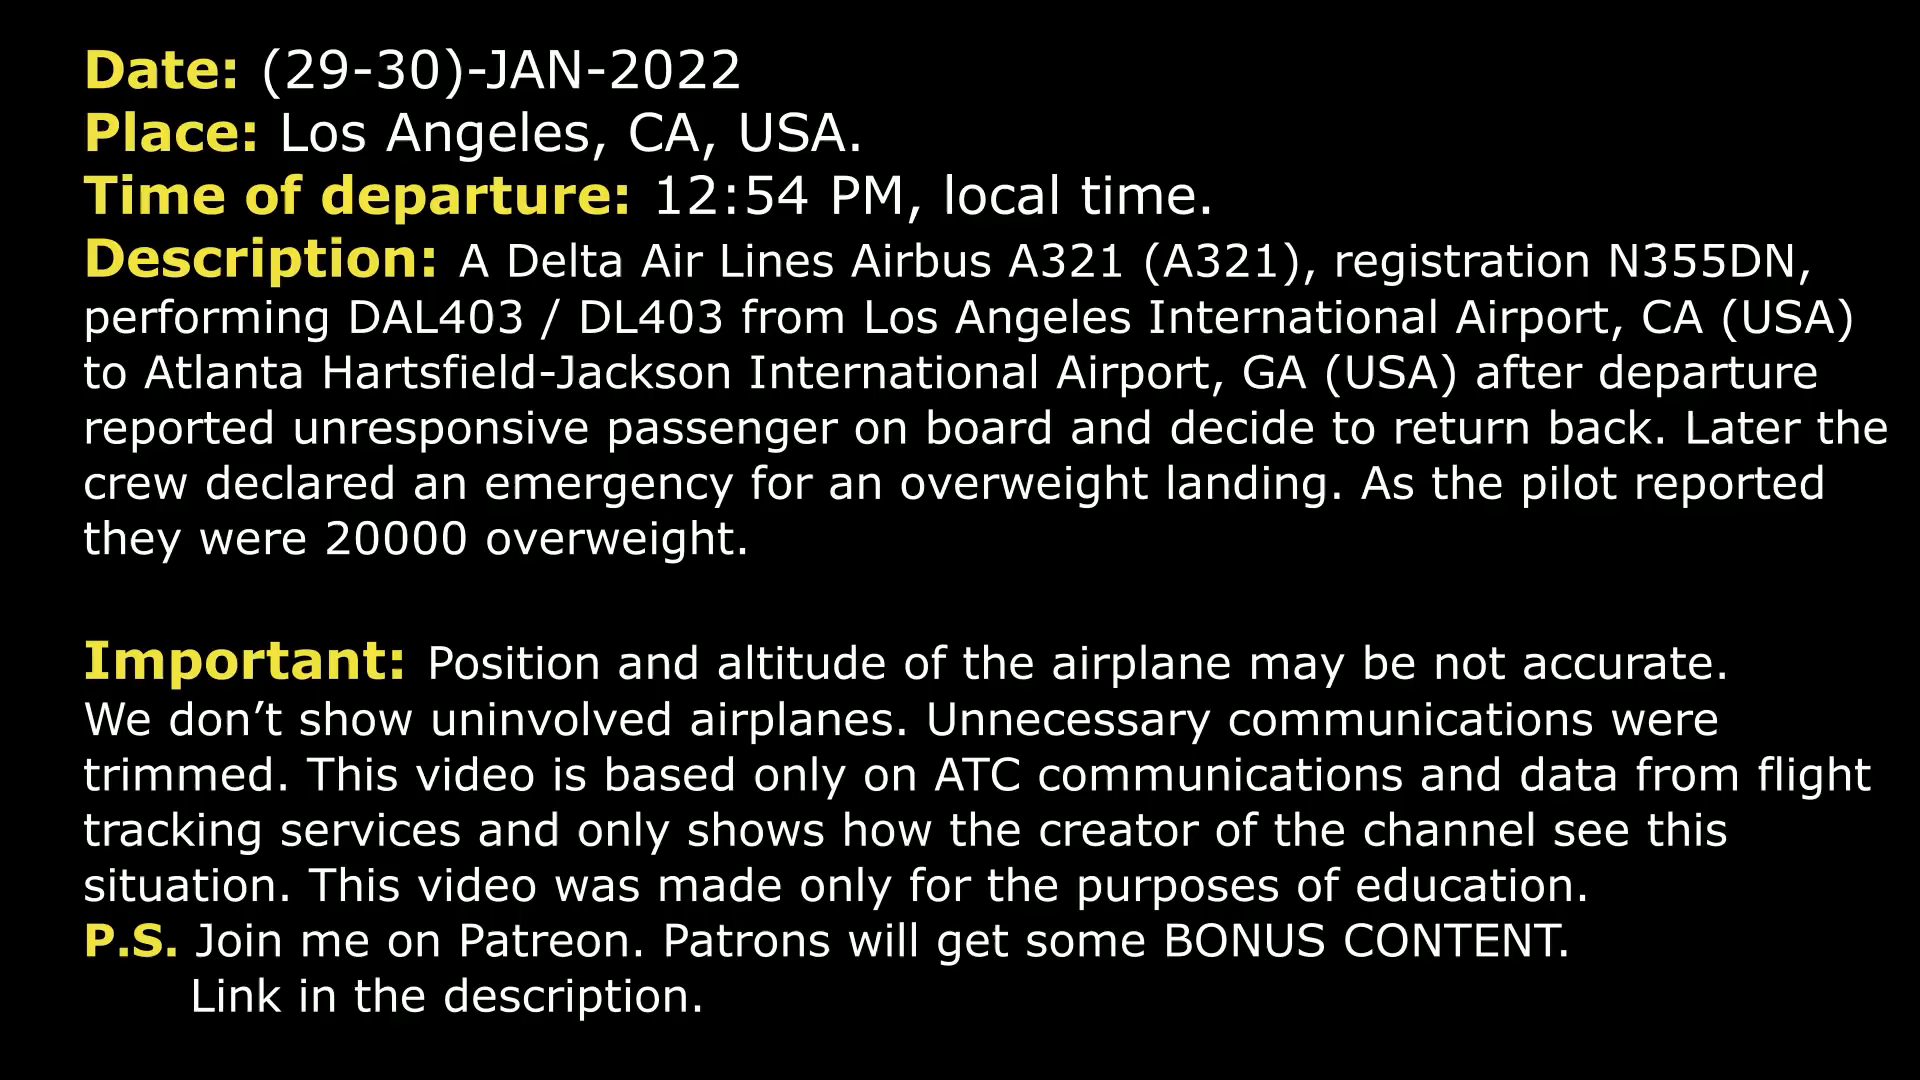 Date: (29-30)-JAN-2022
Place: Los Angeles, CA, USA.
Time of departure: 12:54 PM, local time.
Description: A Delta Air Lines Airbus A321 (A321), registration N355DN,
performing DAL403 / DL403 from Los Angeles International Airport, CA (USA)
to Atlanta Hartsfield-Jackson International Airport, GA (USA) after departure
reported unresponsive passenger on board and decide to return back. Later the
crew declared an emergency for an overweight landing. As the pilot reported
they were 20000 overweight.
Important: Position and altitude of the airplane may be not accurate.
We don’t show uninvolved airplanes. Unnecessary communications were
trimmed. This video is based only on ATC communications and data from flight
tracking services and only shows how the creator of the channel see this
situation. This video was made only for the purposes of education.
P.S. Join me on Patreon. Patrons will get some BONUS CONTENT.
Link in the description.